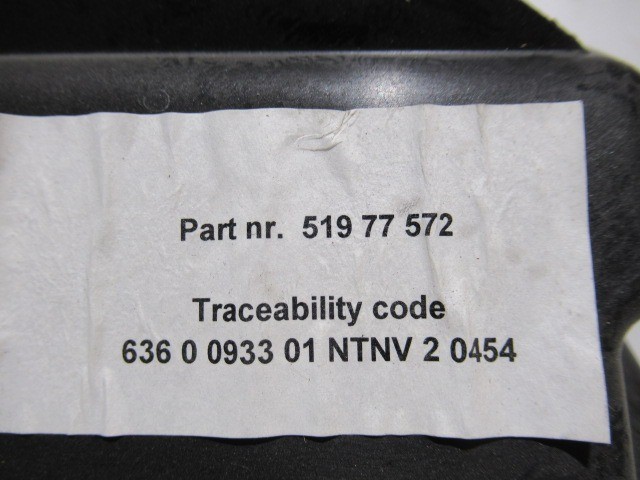 Part nr. 519 77 572
Traceability code
636 0 0933 01 NTNV 2 0454